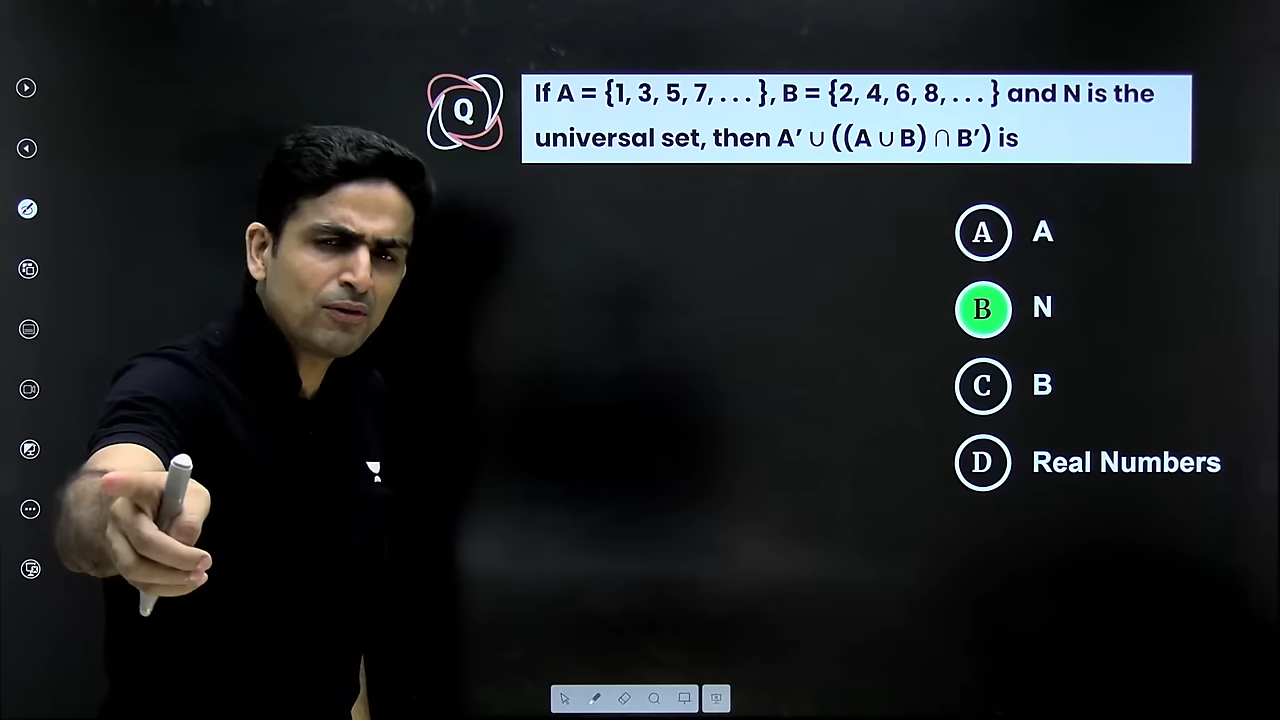 Q
If A = {1, 3, 5, 7, . . . }, B = {2, 4, 6, 8, . . . } and N is the
universal set, then A′ ∪ ((A ∪ B) ∩ B′) is
A A
B N
C B
D Real Numbers